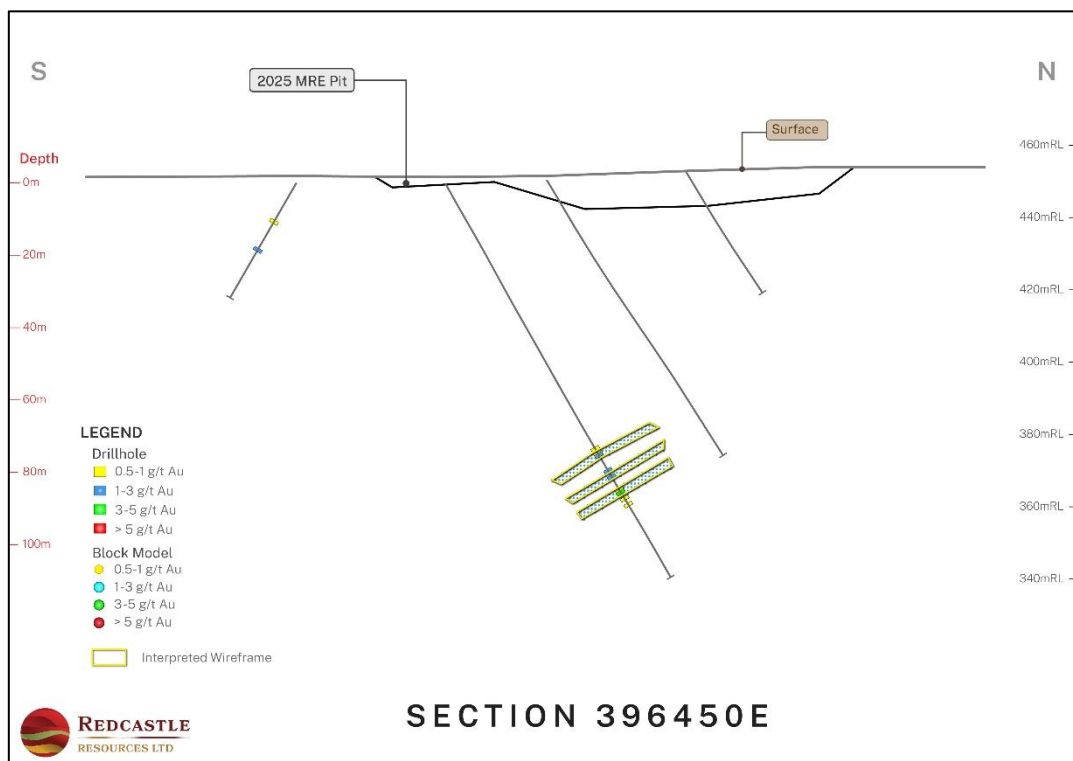 S
N
2025 MRE Pit
Surface
Depth
0m
20m
40m
60m
80m
100m
460mRL
440mRL
420mRL
400mRL
380mRL
360mRL
340mRL
LEGEND
Drillhole
0.5-1 g/t Au
1-3 g/t Au
3-5 g/t Au
> 5 g/t Au
Block Model
0.5-1 g/t Au
1-3 g/t Au
3-5 g/t Au
> 5 g/t Au
Interpreted Wireframe
REDCASTLE
RESOURCES LTD
SECTION 396450E